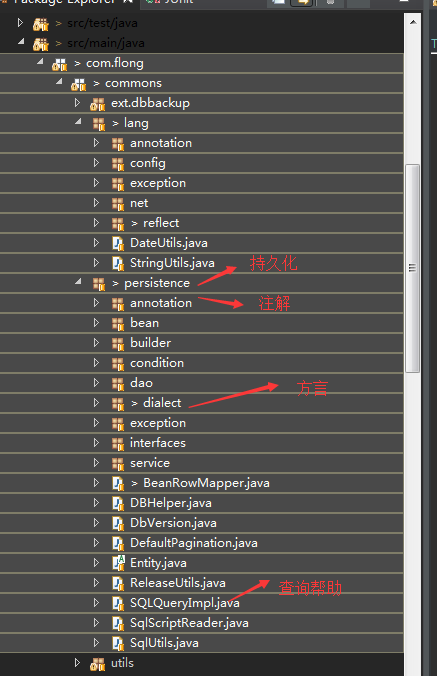 Package Explorer
JUnit
> src/test/java
> src/main/java
> com.flong
> commons
ext.dbbackup
> lang
annotation
config
exception
net
> reflect
DateUtils.java
StringUtils.java
持久化
> persistence
annotation
注解
bean
builder
condition
dao
方言
> dialect
exception
interfaces
service
> BeanRowMapper.java
DBHelper.java
DbVersion.java
DefaultPagination.java
Entity.java
ReleaseUtils.java
查询帮助
SQLQueryImpl.java
SqlScriptReader.java
SqlUtils.java
utils